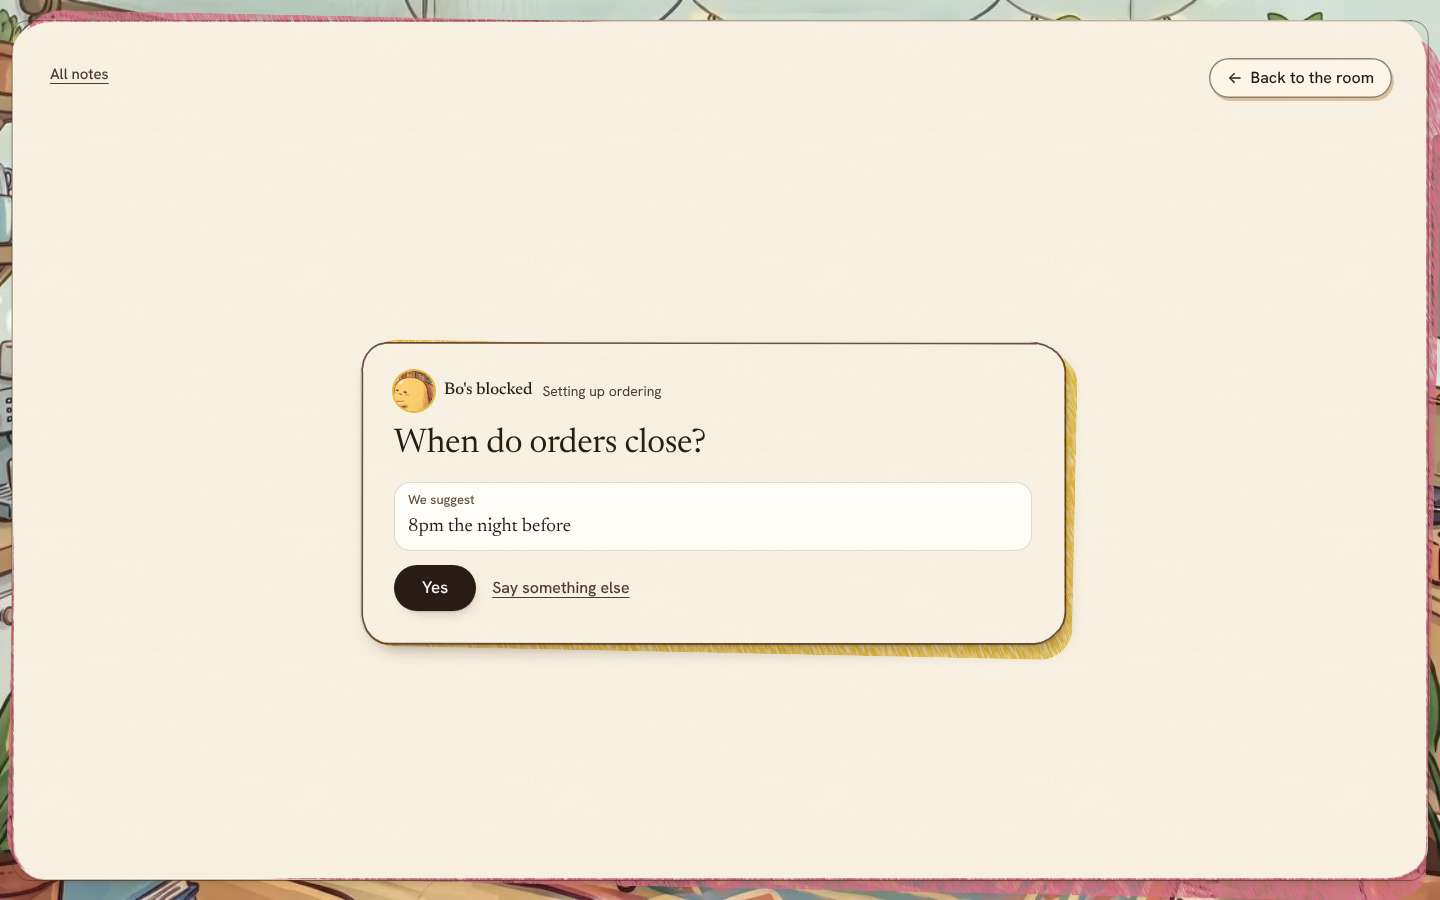 All notes
← Back to the room
Bo's blocked Setting up ordering
When do orders close?
We suggest
8pm the night before
Yes Say something else